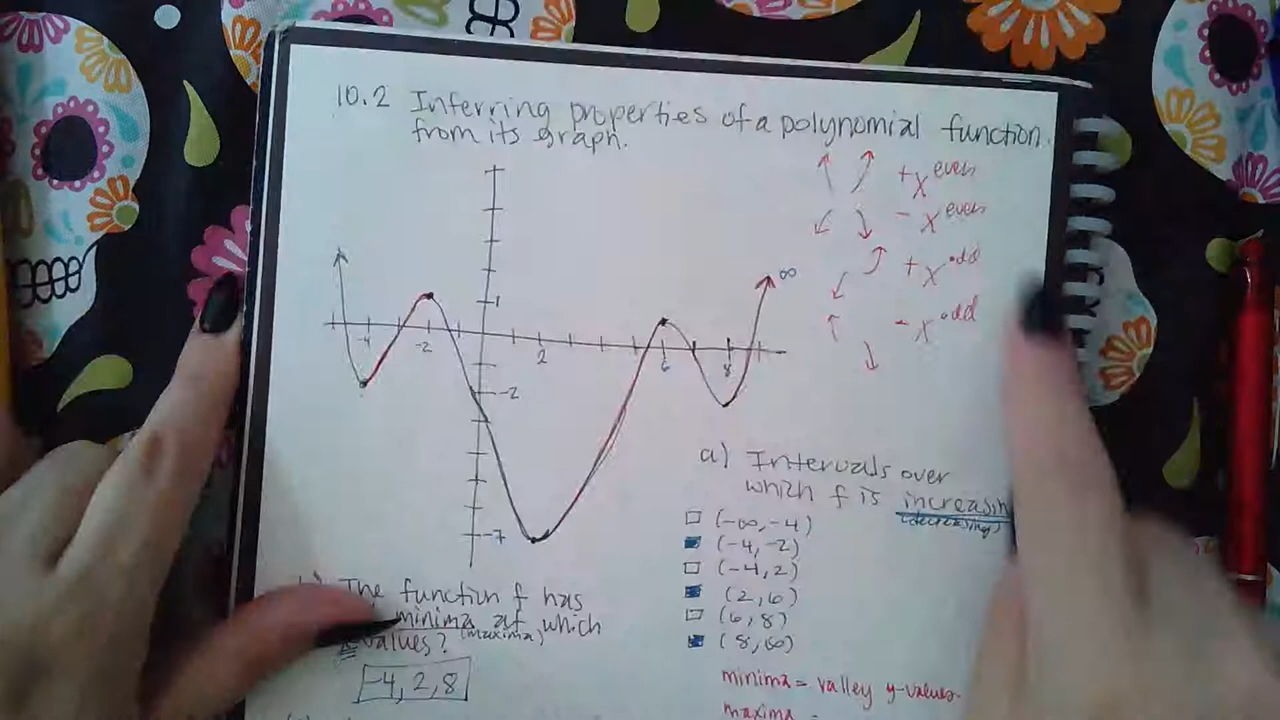 10.2 Inferring properties of a polynomial function
from its graph.
+x even
- x even
+x odd
- x odd
∞
1
-4 -2 2 6 8
-2
-7
a) Intervals over
which f is increasin
(decreasing)
(-∞,-4)
(-4,-2)
(-4,2)
(2,6)
(6,8)
(8,∞)
The function f has
minima at which
values? (maxima)
-4, 2, 8
minima = valley y-values.
maxima =